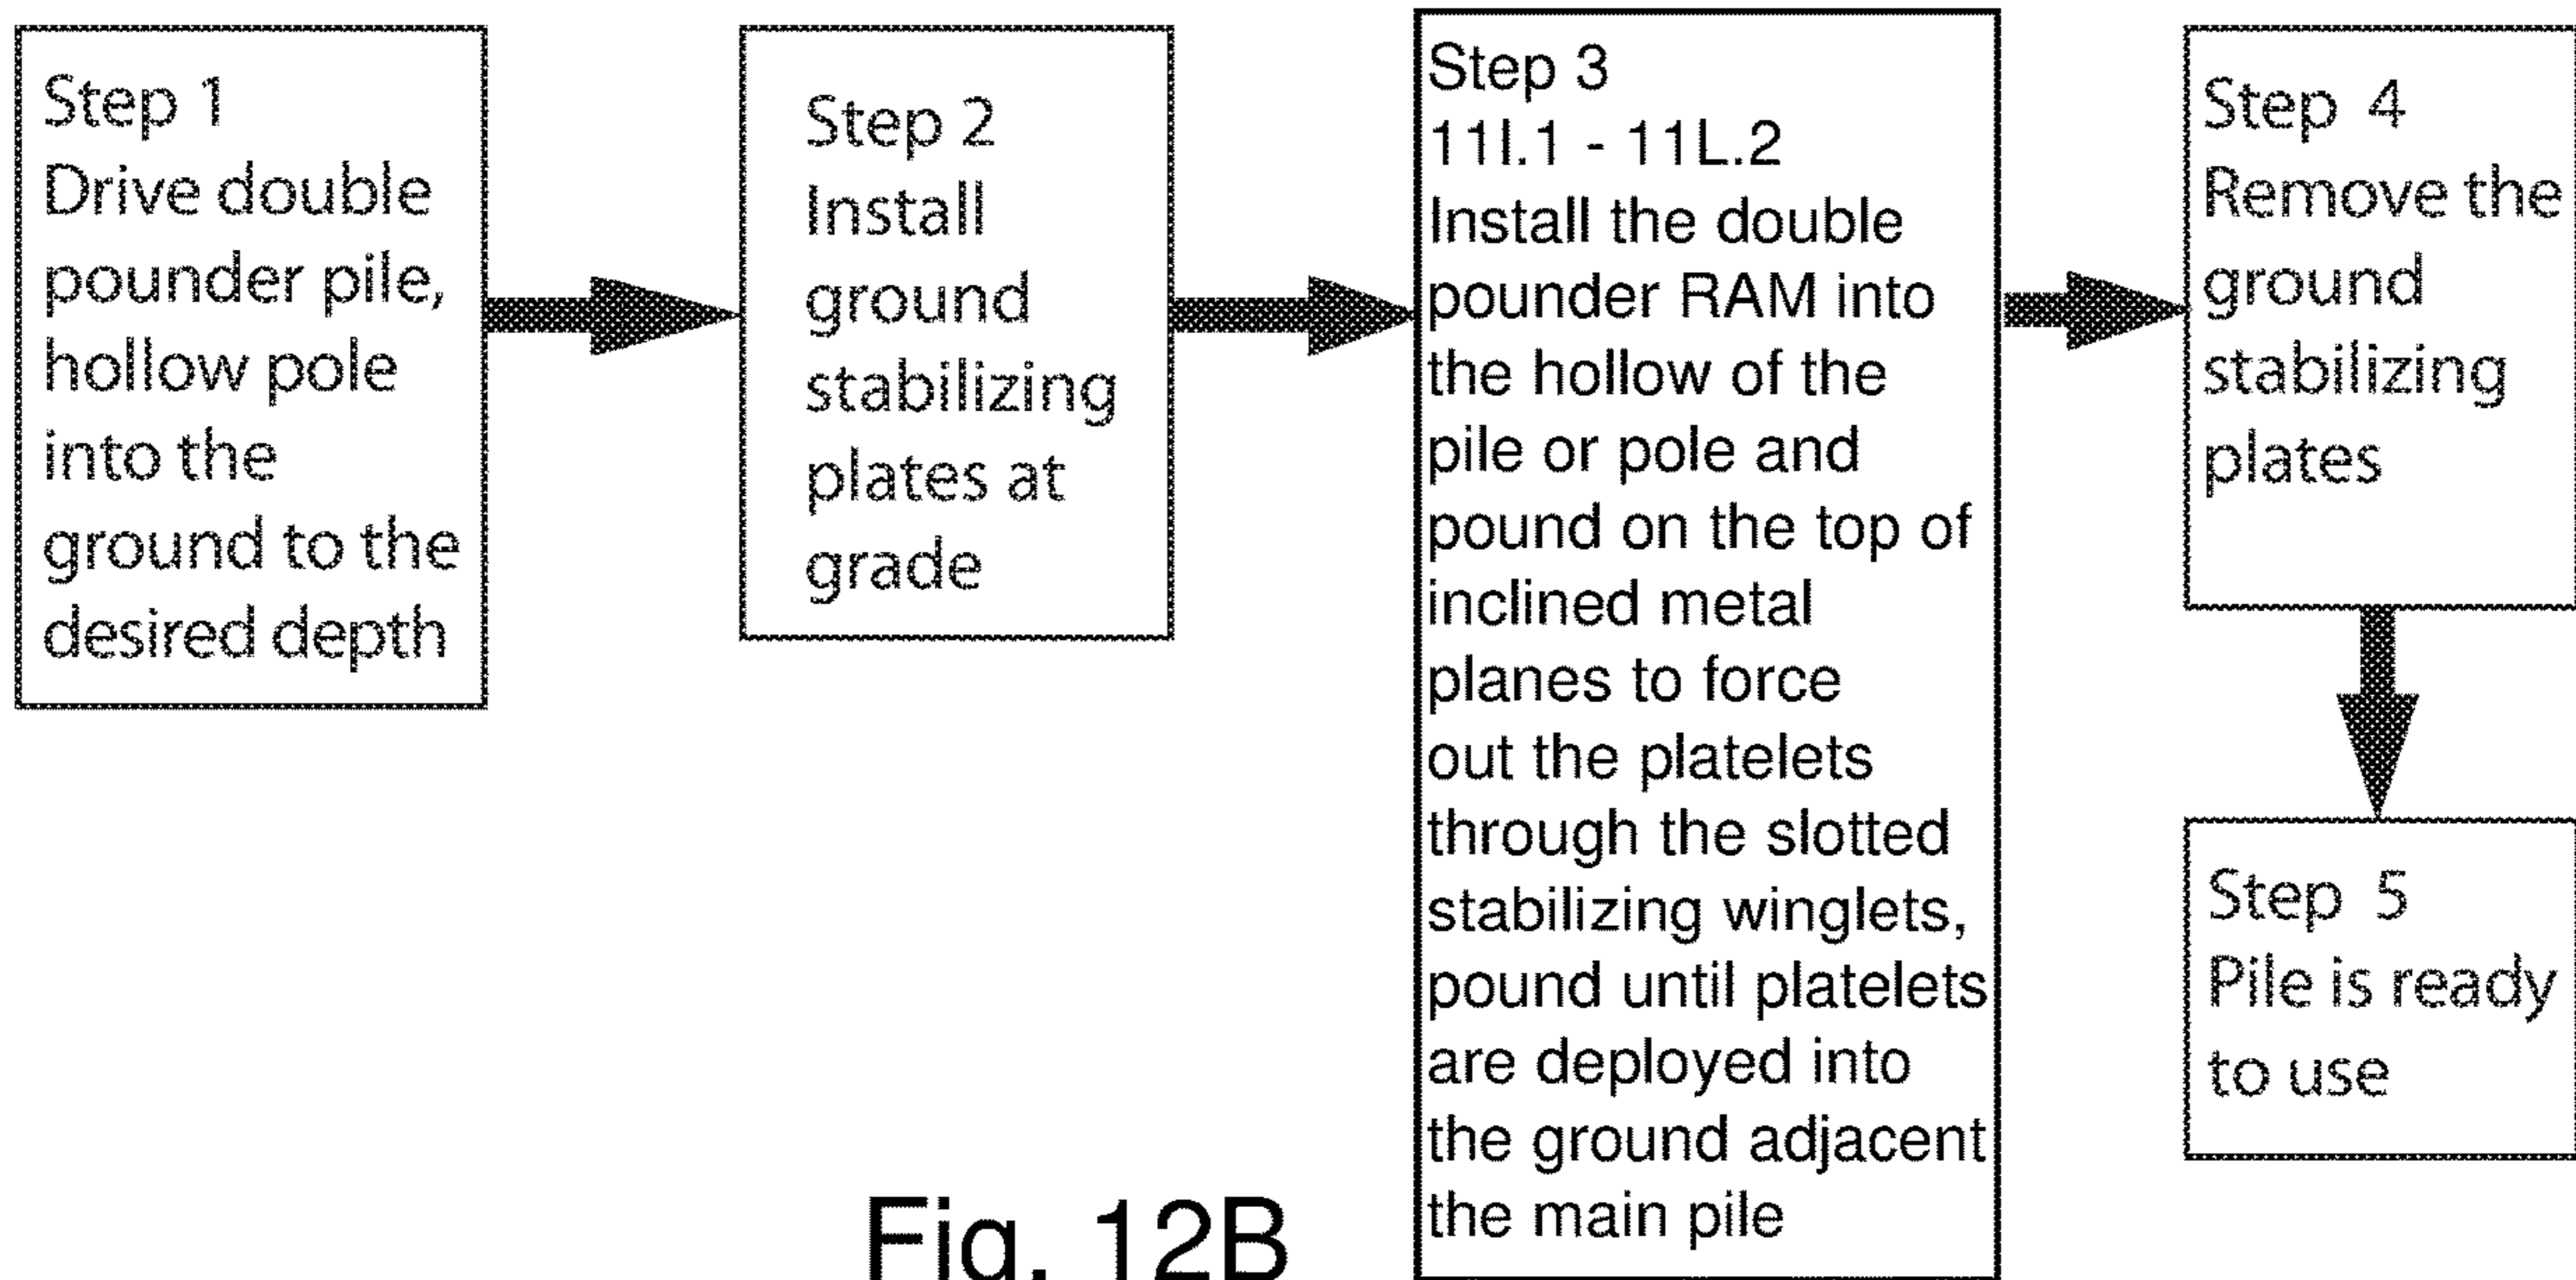 Step 1
Drive double
pounder pile,
hollow pole
into the
ground to the
desired depth
Step 2
Install
ground
stabilizing
plates at
grade
Step 3
11I.1 - 11L.2
Install the double
pounder RAM into
the hollow of the
pile or pole and
pound on the top of
inclined metal
planes to force
out the platelets
through the slotted
stabilizing winglets,
pound until platelets
are deployed into
the ground adjacent
the main pile
Step 4
Remove the
ground
stabilizing
plates
Step 5
Pile is ready
to use
Fig. 12B